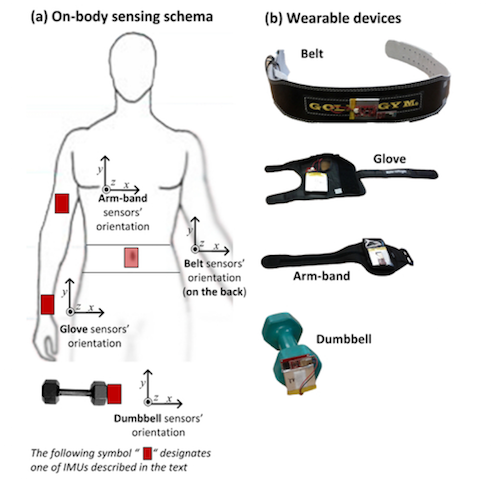 (a) On-body sensing schema
(b) Wearable devices
y
z x
Arm-band
sensors'
orientation
y
z x
Belt sensors'
orientation
(on the back)
y
z x
Glove sensors'
orientation
y
z x
Dumbbell sensors'
orientation
The following symbol " " designates
one of IMUs described in the text
Belt
GOL GYM
Glove
Arm-band
Dumbbell